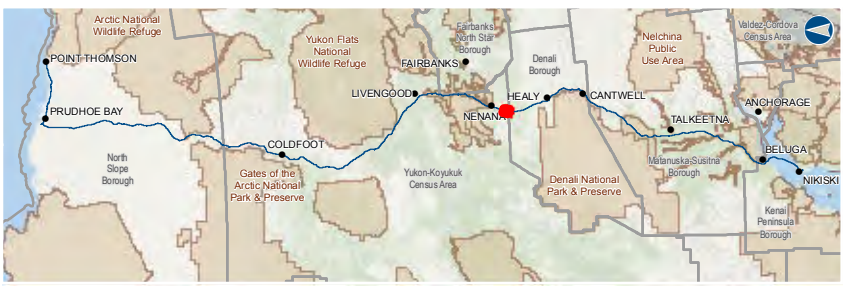 Arctic National
Wildlife Refuge
POINT THOMSON
PRUDHOE BAY
North
Slope
Borough
COLDFOOT
Gates of the
Arctic National
Park & Preserve
Yukon Flats
National
Wildlife Refuge
LIVENGOOD
FAIRBANKS
Fairbanks
North Star
Borough
Yukon-Koyukuk
Census Area
NENANA
HEALY
Denali
Borough
CANTWELL
Denali National
Park & Preserve
Nelchina
Public
Use Area
TALKEETNA
Matanuska-Susitna
Borough
Valdez-Cordova
Census Area
ANCHORAGE
BELUGA
NIKISKI
Kenai
Peninsula
Borough